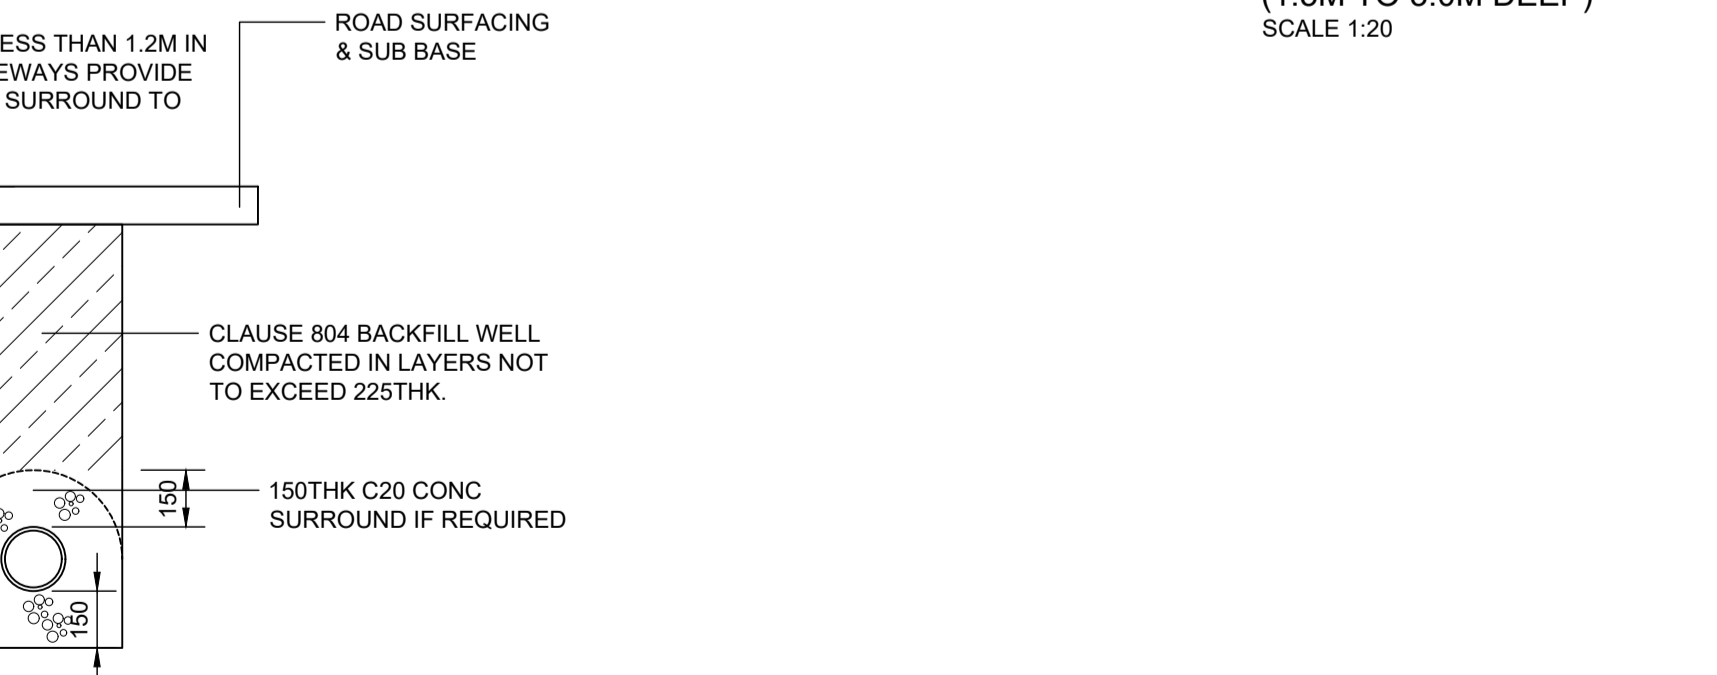 ESS THAN 1.2M IN
EWAYS PROVIDE
SURROUND TO
ROAD SURFACING
& SUB BASE
SCALE 1:20
CLAUSE 804 BACKFILL WELL
COMPACTED IN LAYERS NOT
TO EXCEED 225THK.
150
150THK C20 CONC
SURROUND IF REQUIRED
150